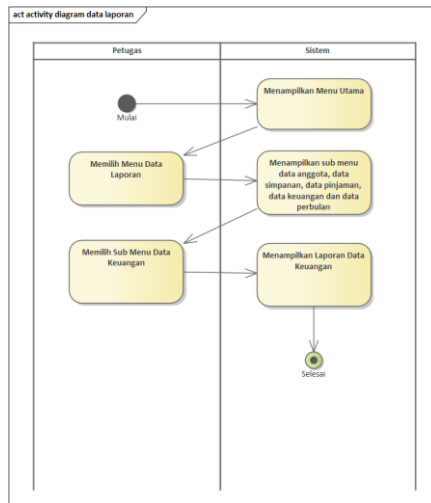 act activity diagram data laporan
Petugas
Sistem
Mulai
Menampilkan Menu Utama
Memilih Menu Data
Laporan
Menampilkan sub menu
data anggota, data
simpanan, data pinjaman,
data keuangan dan data
perbulan
Memilih Sub Menu Data
Keuangan
Menampilkan Laporan Data
Keuangan
Selesai